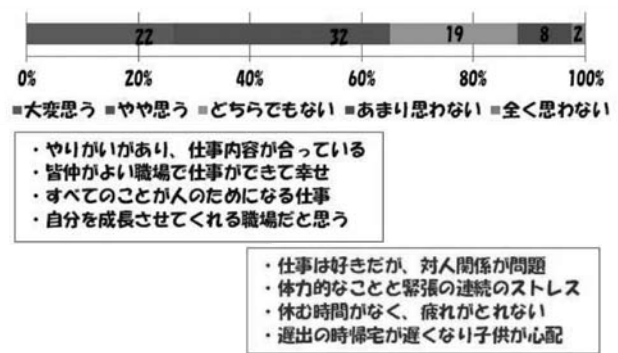 22 32 19 8 2
0% 20% 40% 60% 80% 100%
■大変思う ■やや思う ■どちらでもない ■あまり思わない ■全く思わない
・やりがいがあり、仕事内容が合っている
・皆仲がよい職場で仕事ができて幸せ
・すべてのことが人のためになる仕事
・自分を成長させてくれる職場だと思う
・仕事は好きだが、対人関係が問題
・体力的なことと緊張の連続のストレス
・休む時間がなく、疲れがとれない
・遅出の時帰宅が遅くなり子供が心配